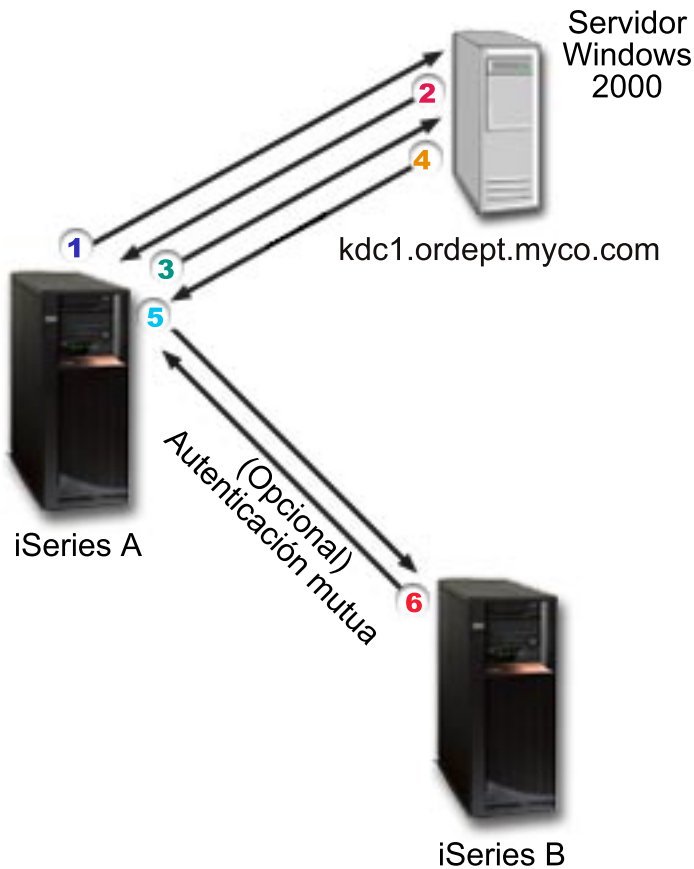 Servidor
Windows
2000
2
4
kdc1.ordept.myco.com
1
3
5
iSeries A
(Opcional)
Autenticación mutua
6
iSeries B